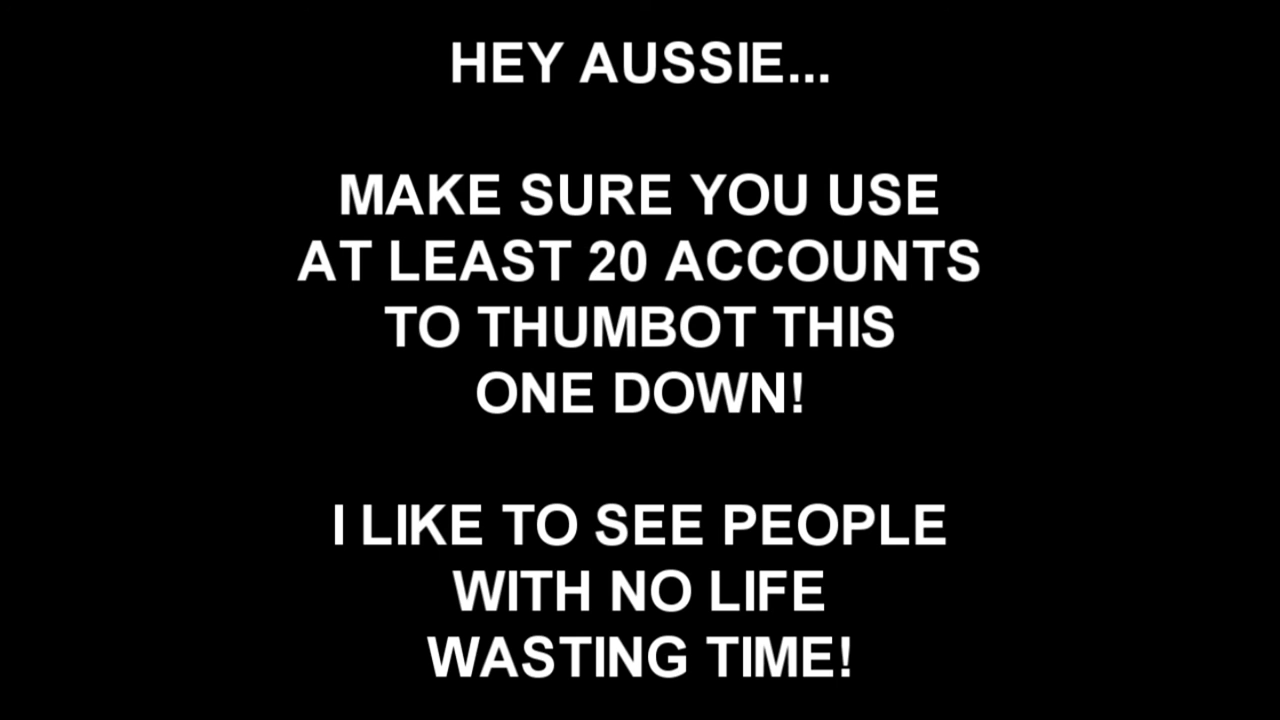 HEY AUSSIE...
MAKE SURE YOU USE
AT LEAST 20 ACCOUNTS
TO THUMBOT THIS
ONE DOWN!
I LIKE TO SEE PEOPLE
WITH NO LIFE
WASTING TIME!